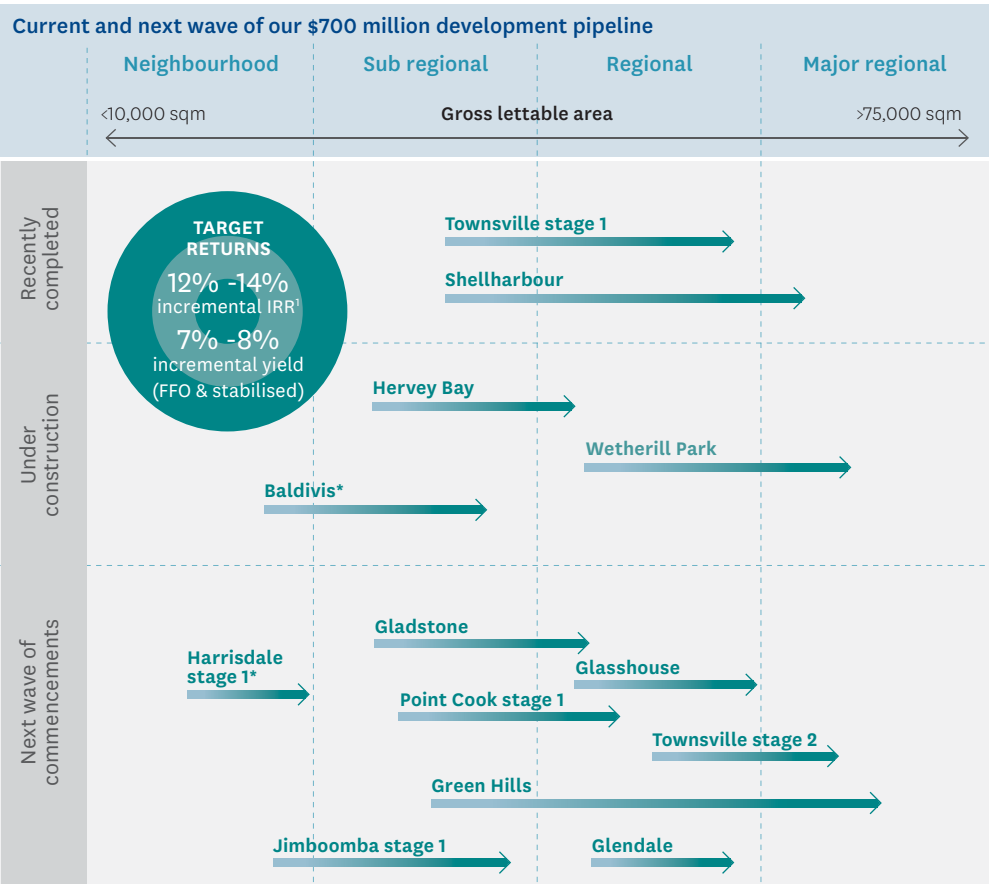 Current and next wave of our $700 million development pipeline
Neighbourhood
Sub regional
Regional
Major regional
<10,000 sqm
Gross lettable area
>75,000 sqm
Recently
completed
TARGET
RETURNS
12% -14%
incremental IRR¹
7% -8%
incremental yield
(FFO & stabilised)
Townsville stage 1
Shellharbour
Under
construction
Hervey Bay
Wetherill Park
Baldivis*
Next wave of
commencements
Gladstone
Harrisdale
stage 1*
Glasshouse
Point Cook stage 1
Townsville stage 2
Green Hills
Jimboomba stage 1
Glendale